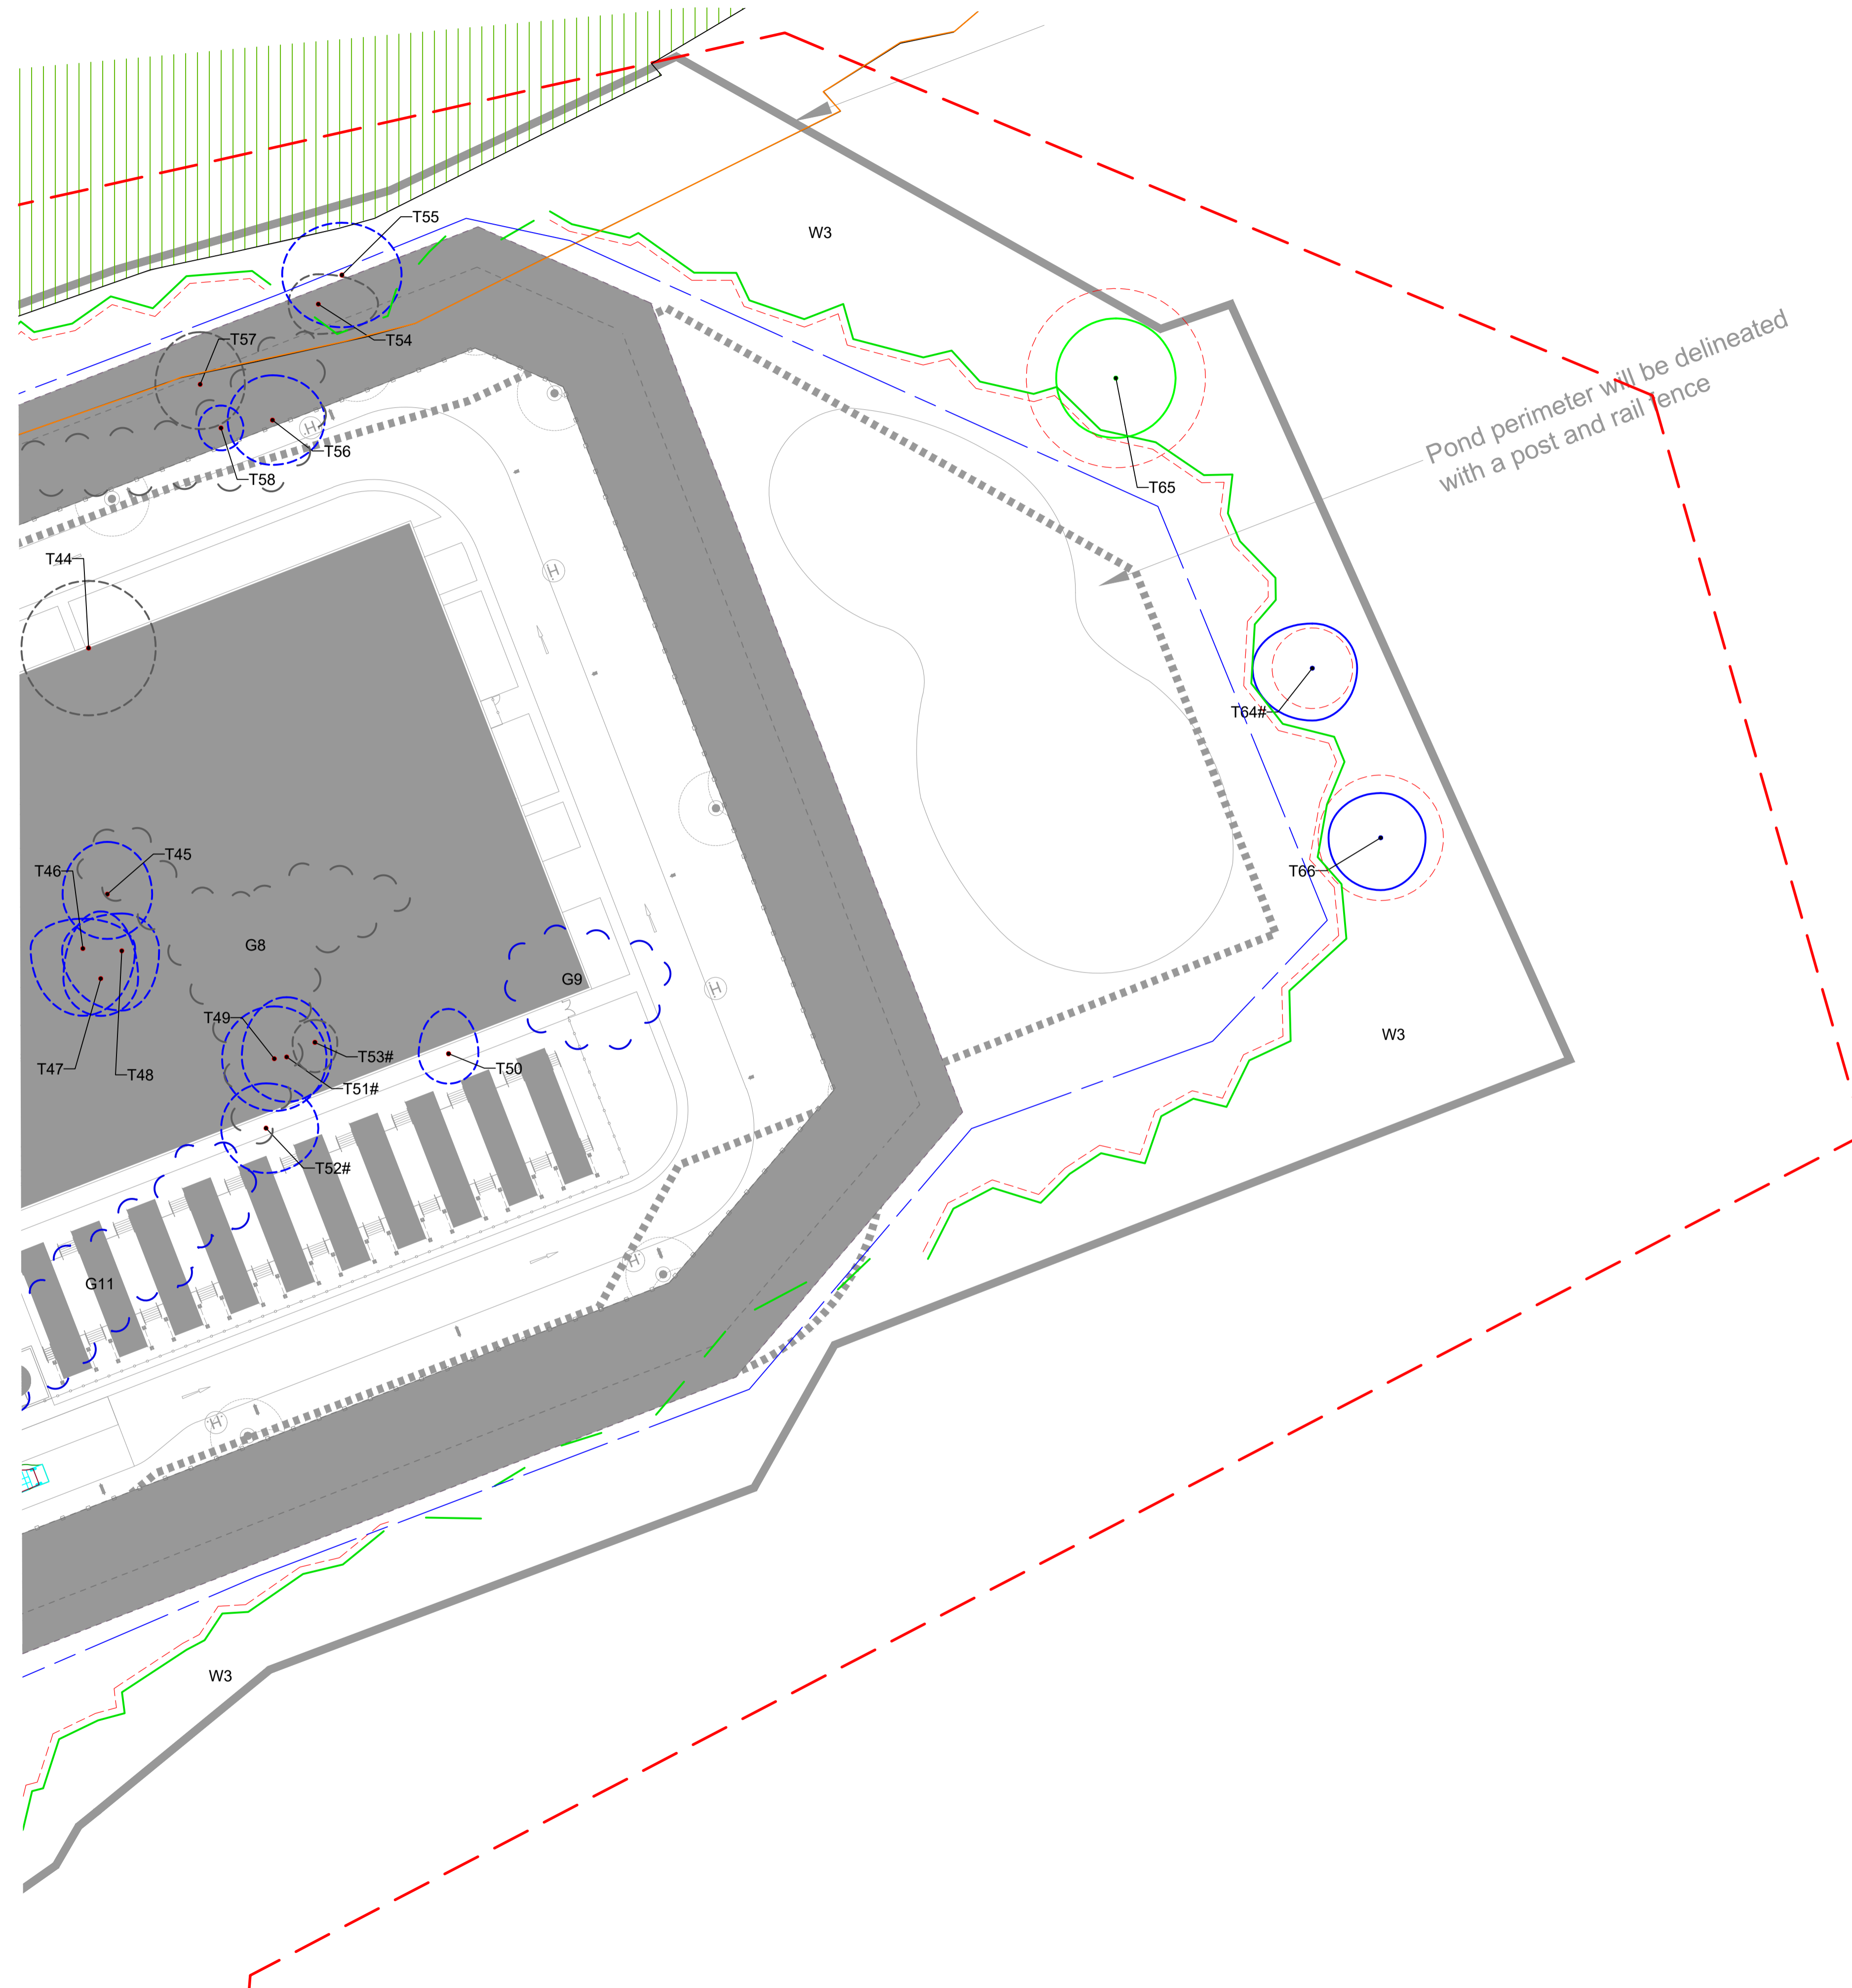 T55
W3
T57
T54
Pond perimeter will be delineated
with a post and rail fence
H
T56
T58
T65
T44
H
T64#
T45
T46
T66
G8
G9
H
T49
T53#
T50
T47
T48
T51#
W3
T52#
H
G11
H
W3